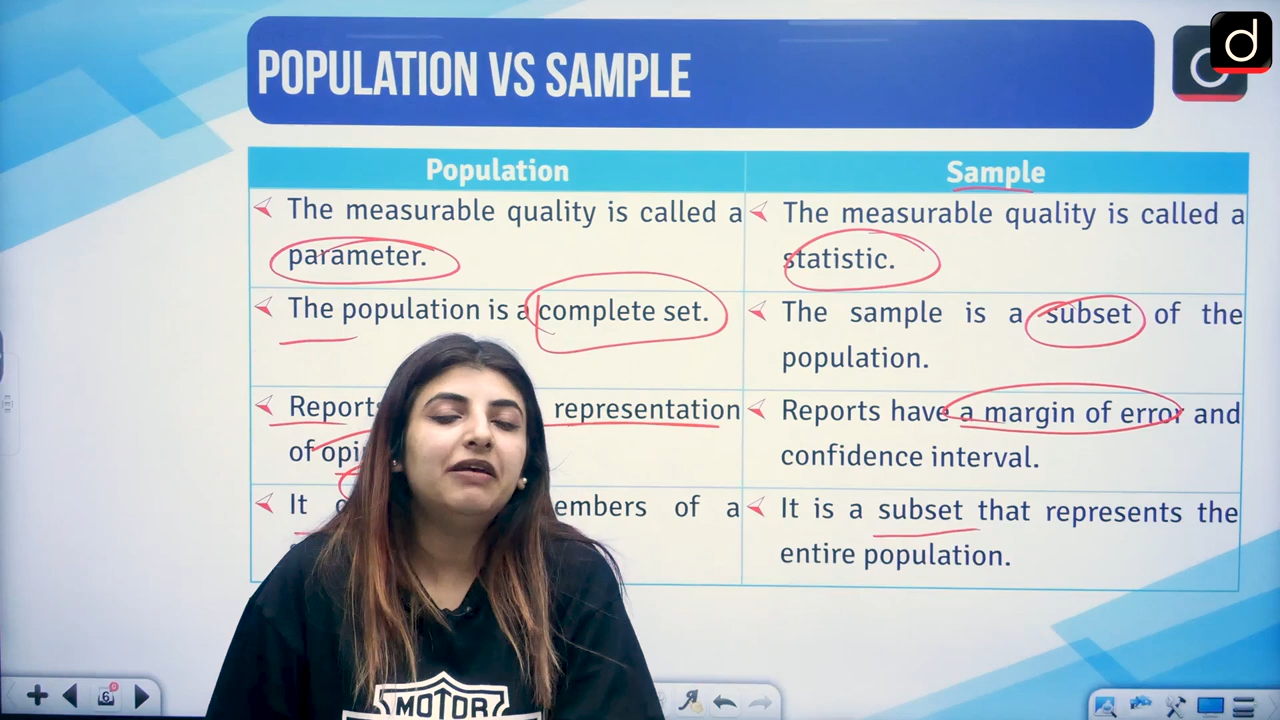 d
POPULATION VS SAMPLE
Population
Sample
The measurable quality is called a
parameter.
The measurable quality is called a
statistic.
The population is a complete set.
The sample is a subset of the
population.
representation
of
Reports have a margin of error and
confidence interval.
It of a
It is a subset that represents the
entire population.
MOTOR
6